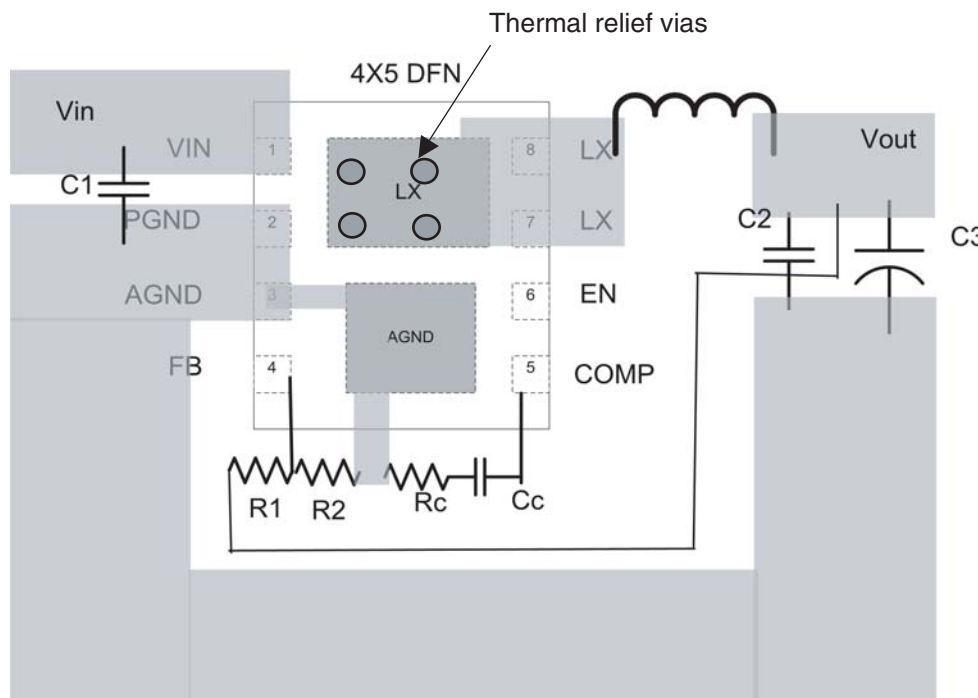 Thermal relief vias
4X5 DFN
Vin
VIN
1
8
LX
LX
Vout
C1
PGND
2
7
LX
C2
C3
AGND
3
6
EN
AGND
FB
4
5
COMP
R1
R2
Rc
Cc